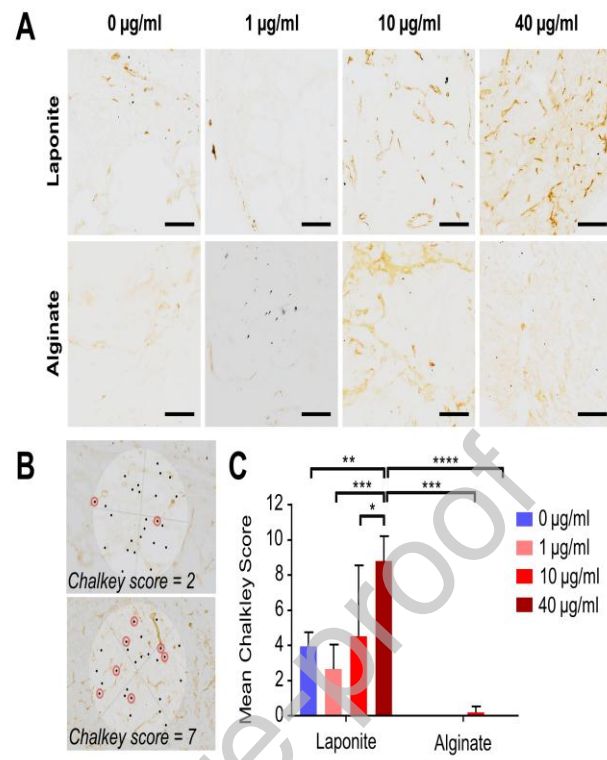 A
0 µg/ml
1 µg/ml
10 µg/ml
40 µg/ml
Laponite
Alginate
B
Chalkey score = 2
Chalkey score = 7
C
**
****
***
***
*
12
10
8
6
4
2
0
Mean Chalkley Score
Laponite
Alginate
0 µg/ml
1 µg/ml
10 µg/ml
40 µg/ml
e-proof